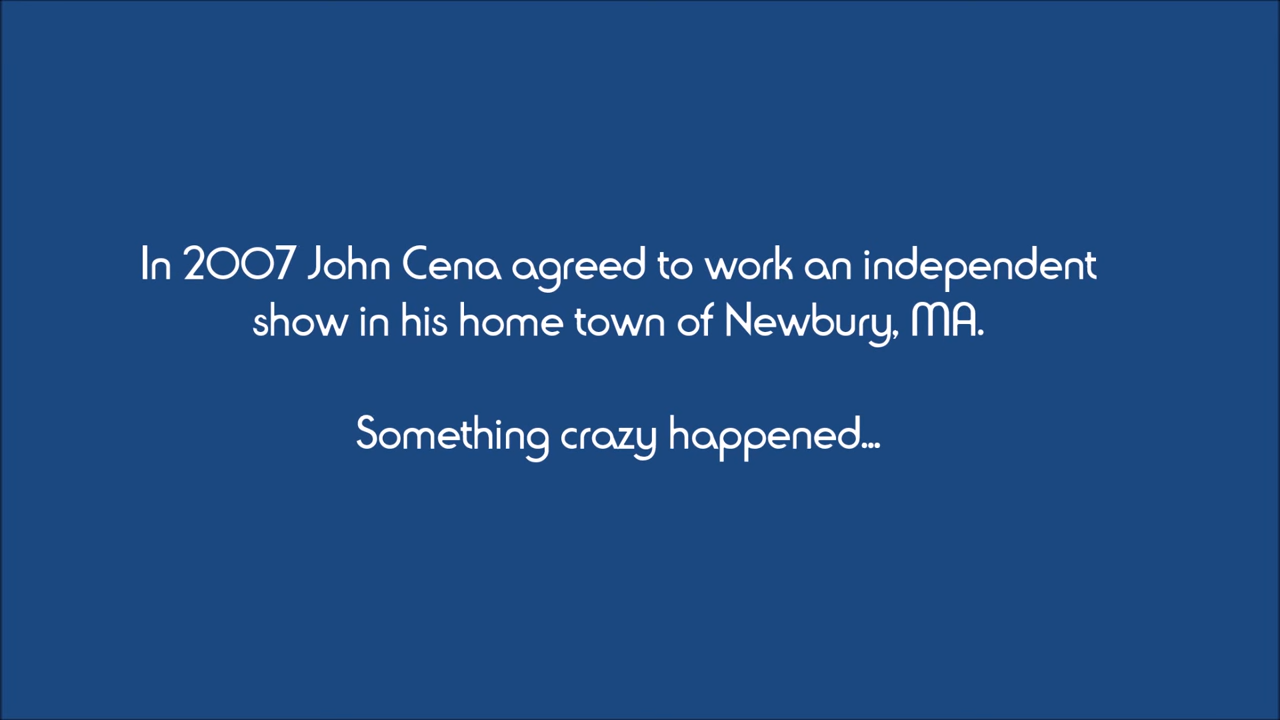 In 2007 John Cena agreed to work an independent
show in his home town of Newbury, MA.
Something crazy happened...